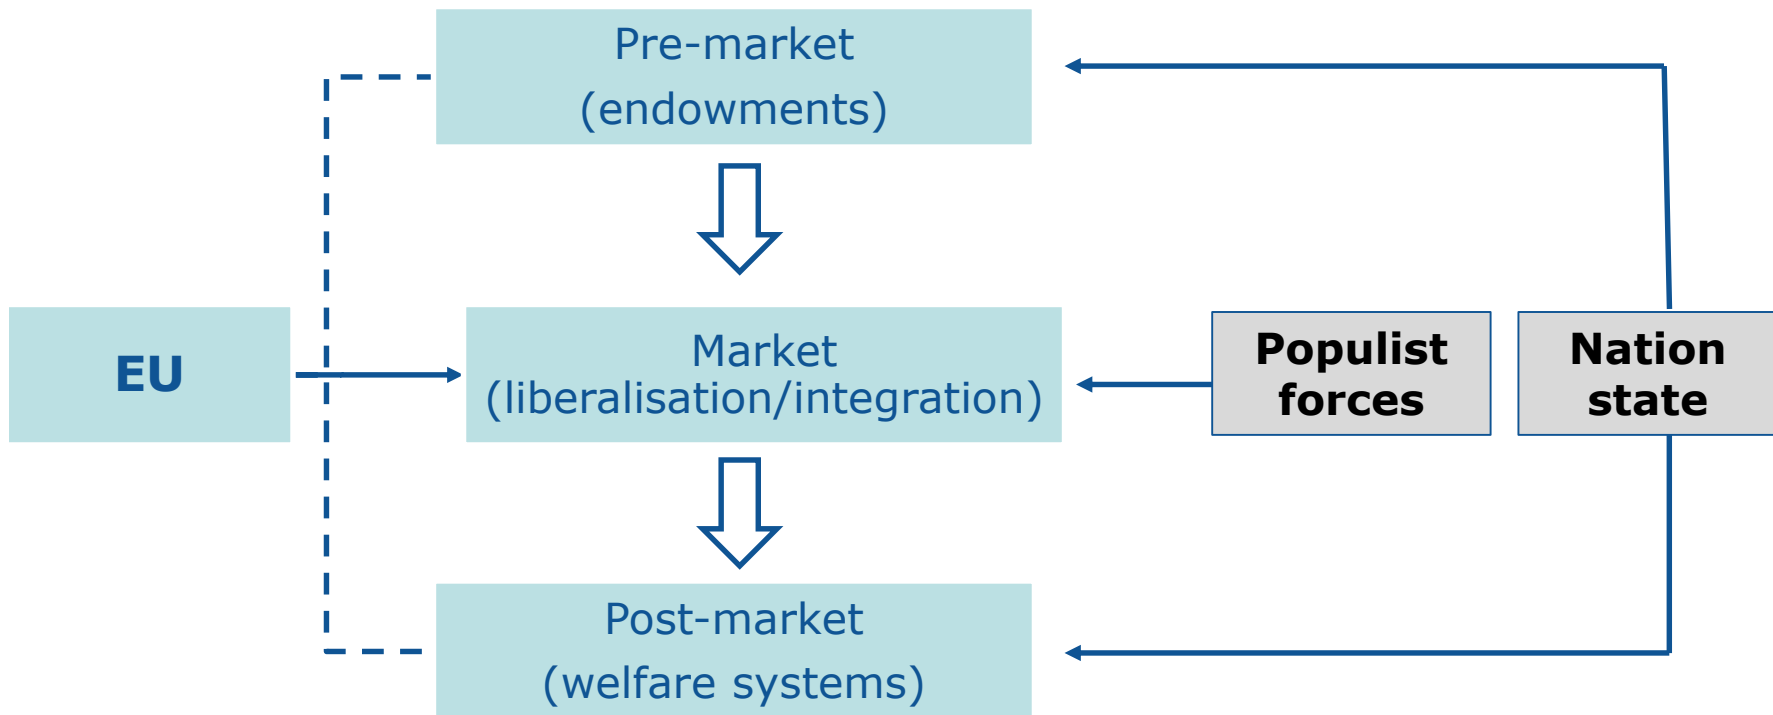 Pre-market
(endowments)
EU
Market
(liberalisation/integration)
Populist
forces
Nation
state
Post-market
(welfare systems)